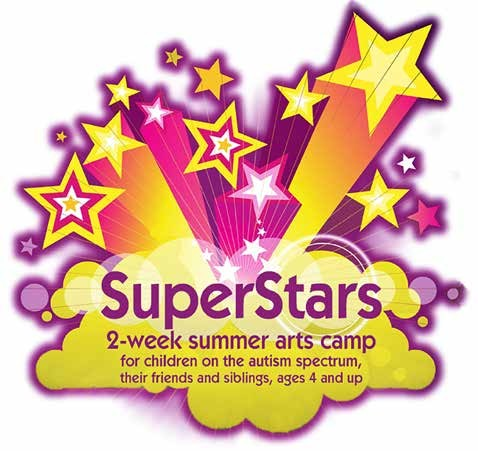 SuperStars
2-week summer arts camp
for children on the autism spectrum,
their friends and siblings, ages 4 and up